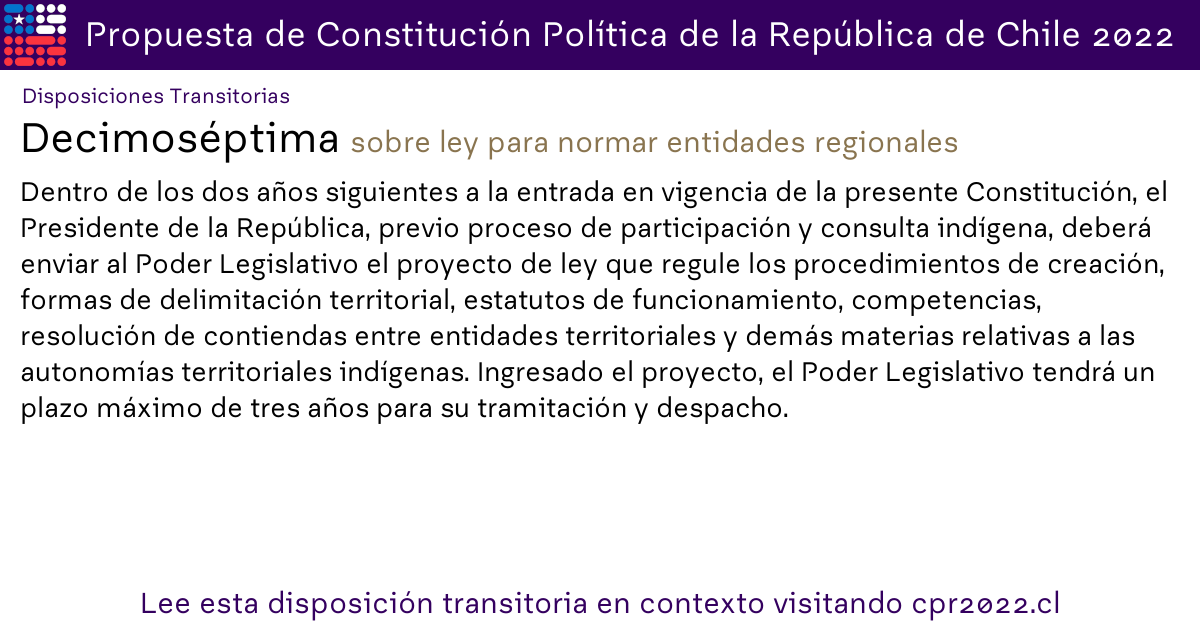 Propuesta de Constitución Política de la República de Chile 2022
Disposiciones Transitorias
Decimoséptima sobre ley para normar entidades regionales
Dentro de los dos años siguientes a la entrada en vigencia de la presente Constitución, el
Presidente de la República, previo proceso de participación y consulta indígena, deberá
enviar al Poder Legislativo el proyecto de ley que regule los procedimientos de creación,
formas de delimitación territorial, estatutos de funcionamiento, competencias,
resolución de contiendas entre entidades territoriales y demás materias relativas a las
autonomías territoriales indígenas. Ingresado el proyecto, el Poder Legislativo tendrá un
plazo máximo de tres años para su tramitación y despacho.
Lee esta disposición transitoria en contexto visitando cpr2022.cl